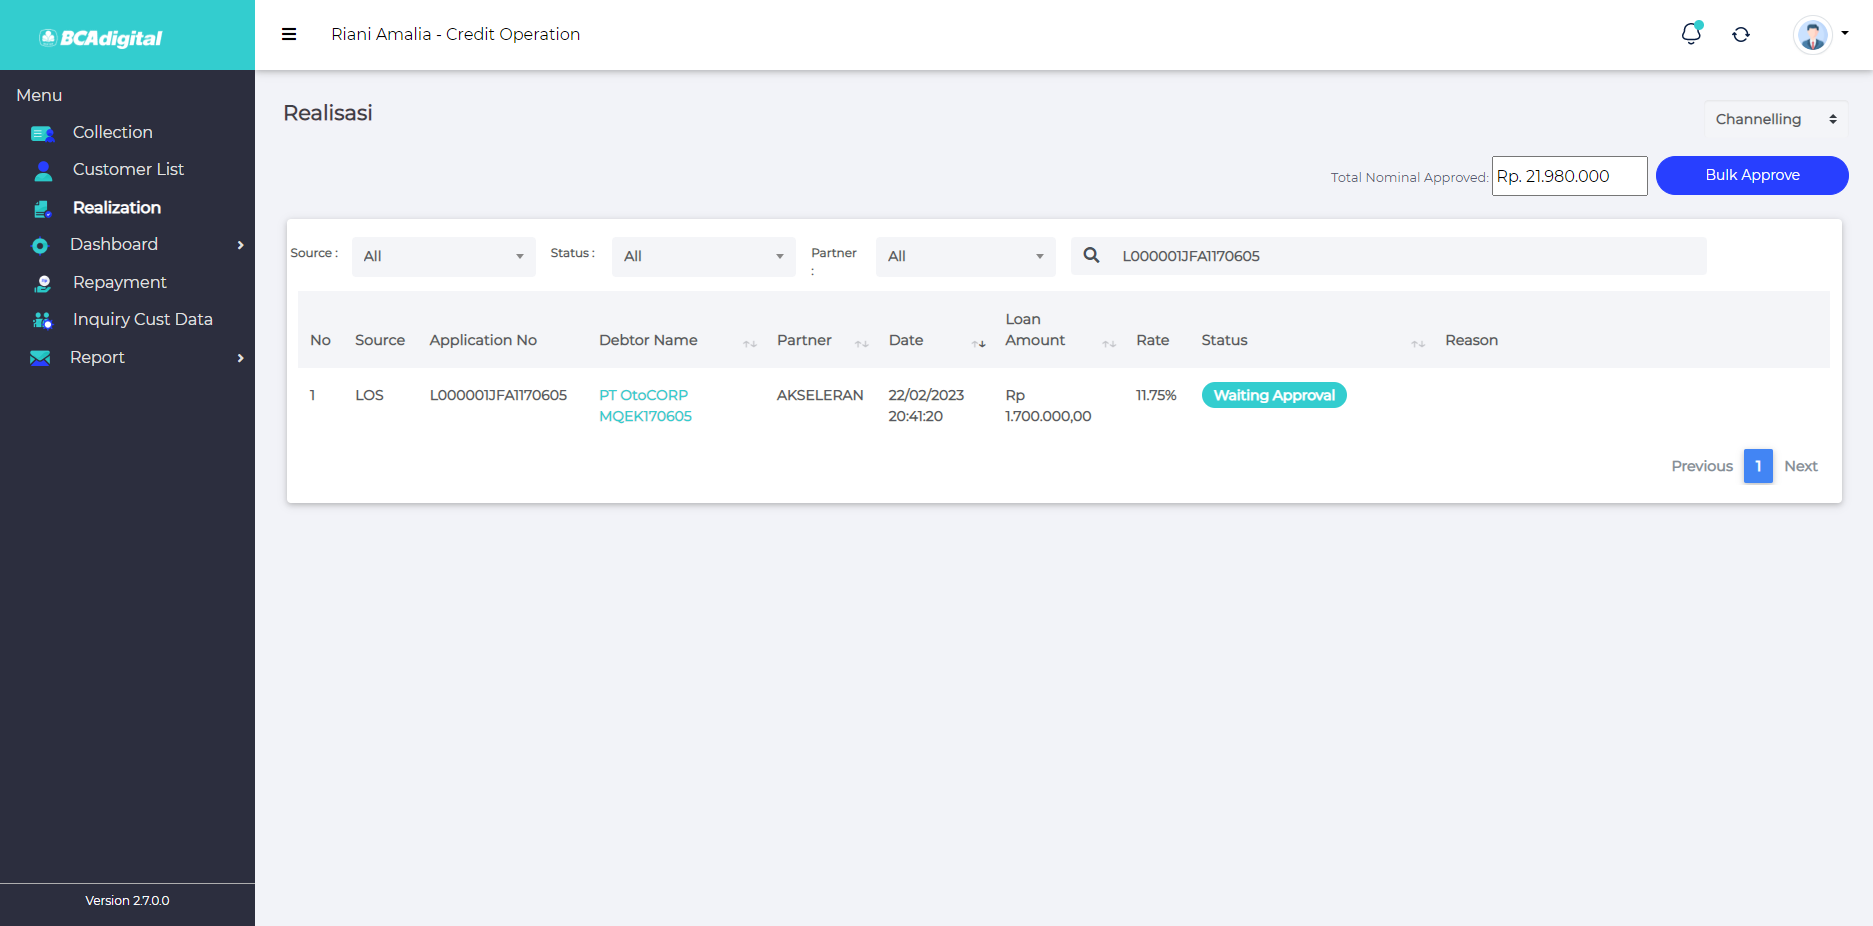 BCAdigital
Riani Amalia - Credit Operation
Menu
Collection
Customer List
Realization
Dashboard
Repayment
Inquiry Cust Data
Report
Version 2.7.0.0
Realisasi
Channelling
Total Nominal Approved: Rp. 21.980.000
Bulk Approve
Source : All
Status : All
Partner : All
L000001JFA1170605
No Source Application No Debtor Name Partner Date Loan Amount Rate Status Reason
1 LOS L000001JFA1170605 PT OtoCORP AKSELERAN 22/02/2023 Rp 11.75% Waiting Approval
MQEK170605 20:41:20 1.700.000,00
Previous 1 Next